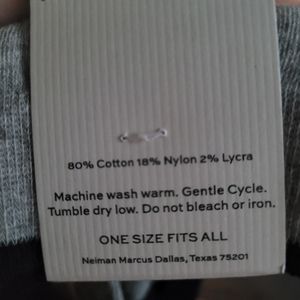 80% Cotton 18% Nylon 2% Lycra
Machine wash warm. Gentle Cycle.
Tumble dry low. Do not bleach or iron.
ONE SIZE FITS ALL
Neiman Marcus Dallas, Texas 75201